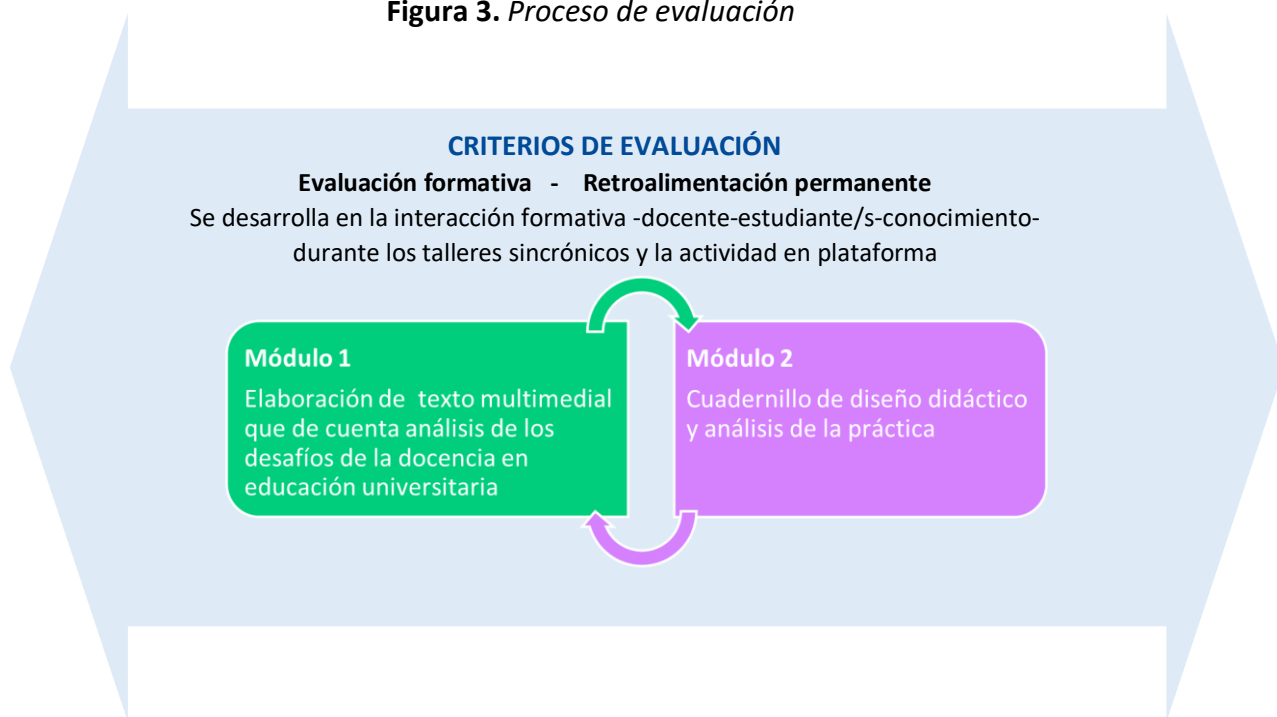 Figura 3. Proceso de evaluación
CRITERIOS DE EVALUACIÓN
Evaluación formativa - Retroalimentación permanente
Se desarrolla en la interacción formativa -docente-estudiante/s-conocimiento-
durante los talleres sincrónicos y la actividad en plataforma
Módulo 1
Elaboración de texto multimedial
que de cuenta análisis de los
desafíos de la docencia en
educación universitaria
Módulo 2
Cuadernillo de diseño didáctico
y análisis de la práctica